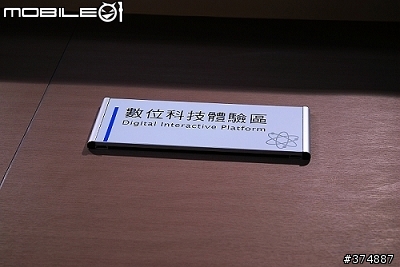 MOBILE01
數位科技體驗區
Digital Interactive Platform
#374887